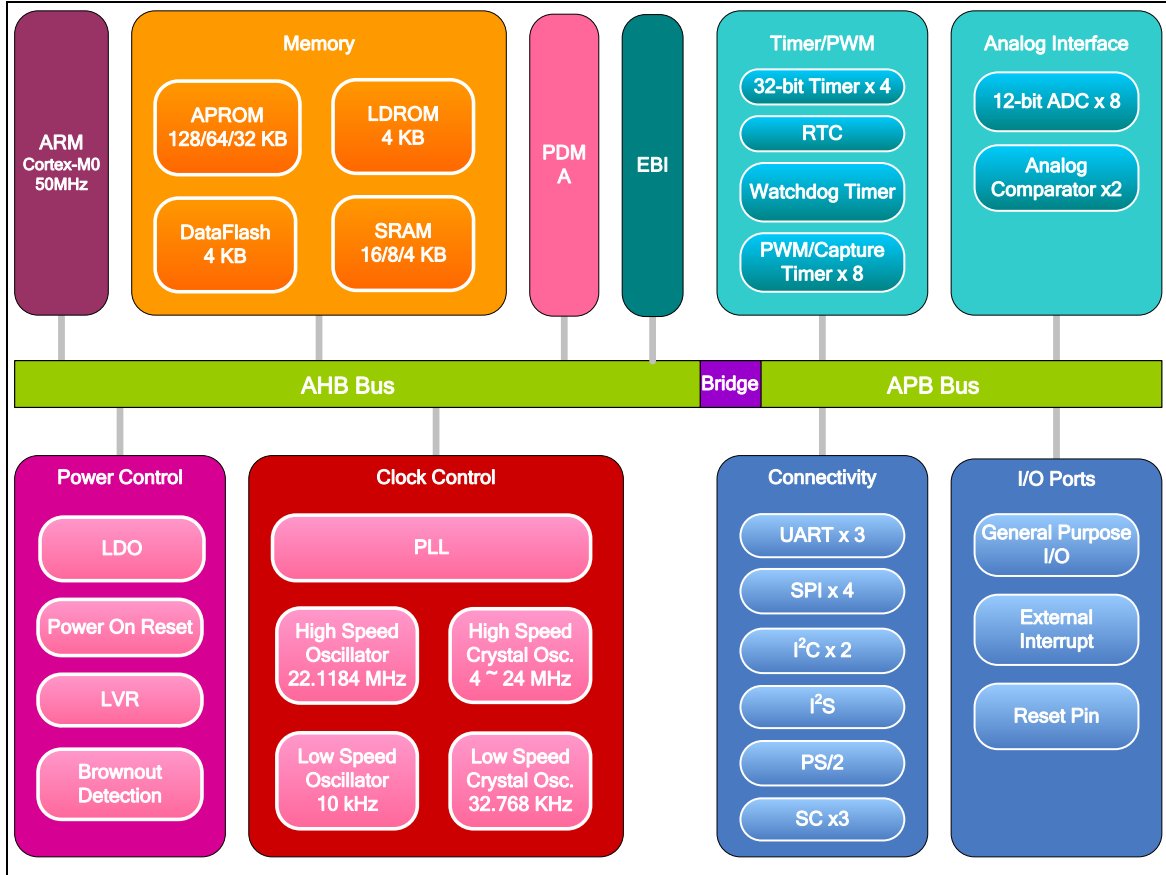 ARM
Cortex-M0
50MHz
Memory
APROM
128/64/32 KB
LDROM
4 KB
DataFlash
4 KB
SRAM
16/8/4 KB
PDM
A
EBI
Timer/PWM
32-bit Timer x 4
RTC
Watchdog Timer
PWM/Capture
Timer x 8
Analog Interface
12-bit ADC x 8
Analog
Comparator x2
AHB Bus
Bridge
APB Bus
Power Control
LDO
Power On Reset
LVR
Brownout
Detection
Clock Control
PLL
High Speed
Oscillator
22.1184 MHz
High Speed
Crystal Osc.
4 ~ 24 MHz
Low Speed
Oscillator
10 kHz
Low Speed
Crystal Osc.
32.768 KHz
Connectivity
UART x 3
SPI x 4
I²C x 2
I²S
PS/2
SC x3
I/O Ports
General Purpose
I/O
External
Interrupt
Reset Pin